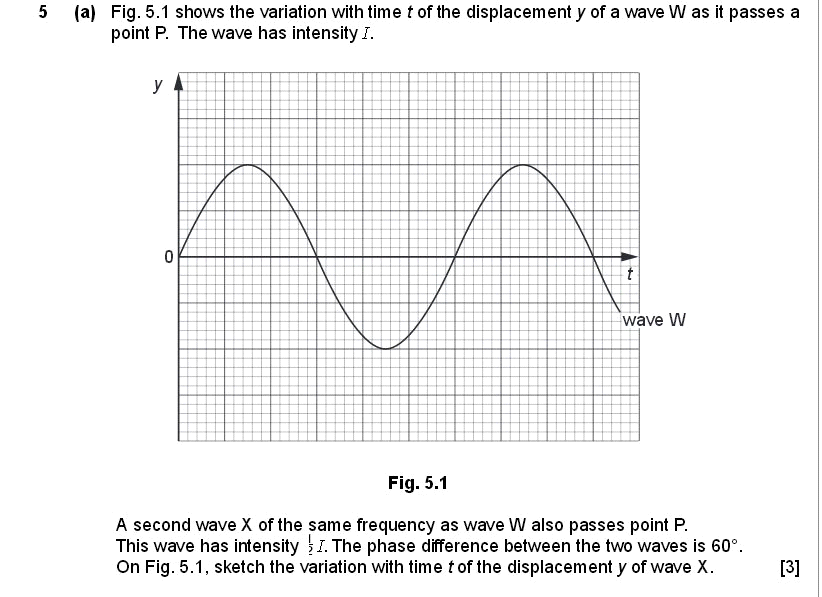 5 (a) Fig. 5.1 shows the variation with time t of the displacement y of a wave W as it passes a
point P. The wave has intensity I.
y
0
t
wave W
Fig. 5.1
A second wave X of the same frequency as wave W also passes point P.
This wave has intensity ½ I. The phase difference between the two waves is 60°.
On Fig. 5.1, sketch the variation with time t of the displacement y of wave X. [3]